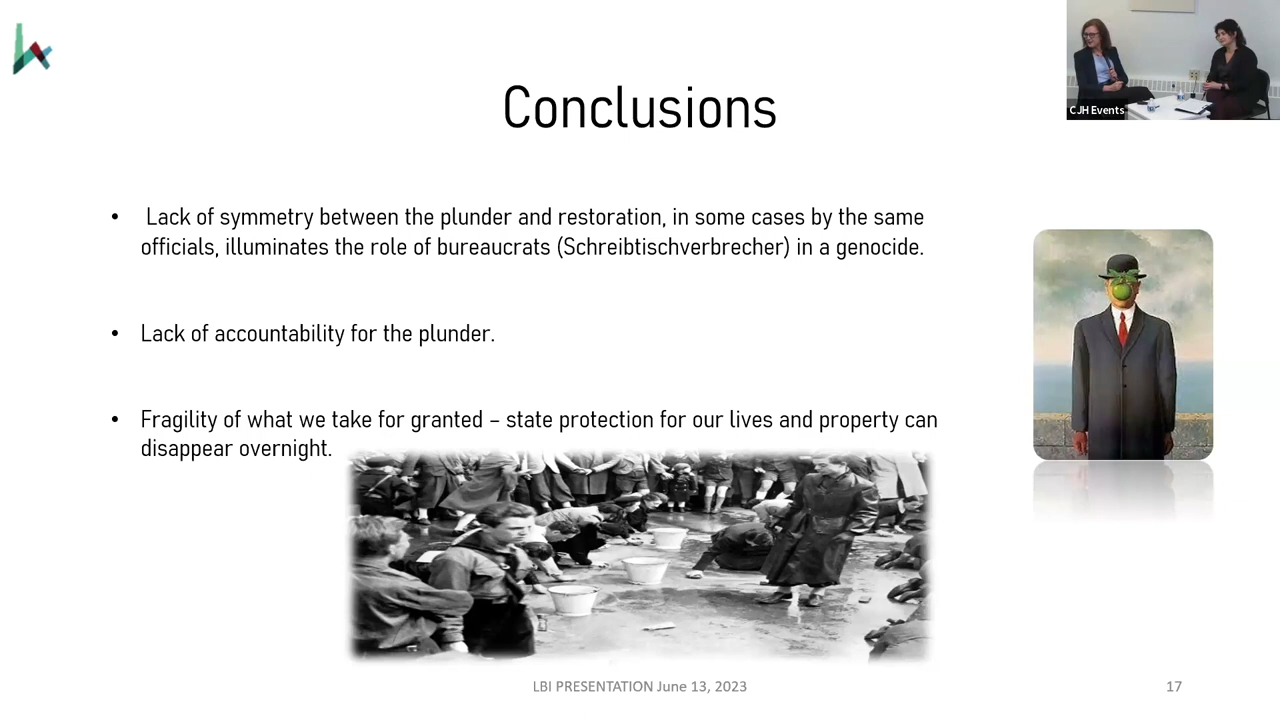 CJH Events
Conclusions
• Lack of symmetry between the plunder and restoration, in some cases by the same
officials, illuminates the role of bureaucrats (Schreibtischverbrecher) in a genocide.
• Lack of accountability for the plunder.
• Fragility of what we take for granted – state protection for our lives and property can
disappear overnight.
LBI PRESENTATION June 13, 2023
17